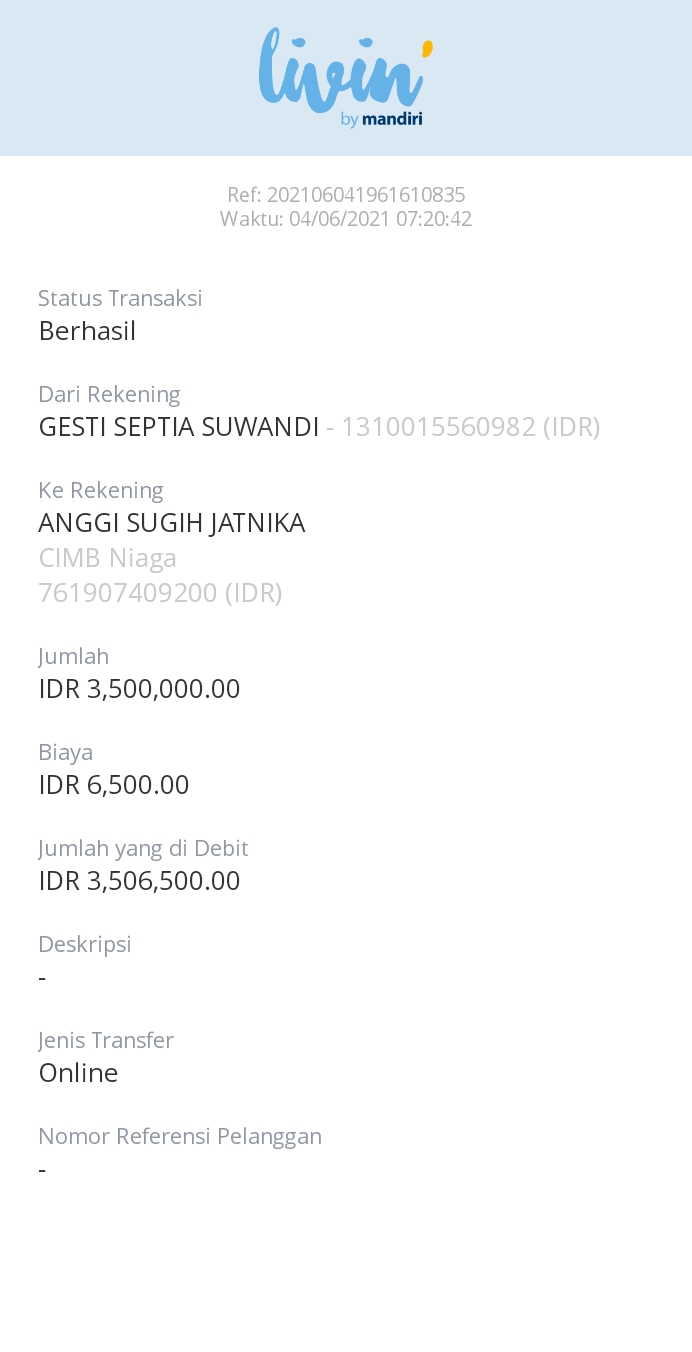 livin'
by mandiri
Ref: 202106041961610835
Waktu: 04/06/2021 07:20:42
Status Transaksi
Berhasil
Dari Rekening
GESTI SEPTIA SUWANDI - 1310015560982 (IDR)
Ke Rekening
ANGGI SUGIH JATNIKA
CIMB Niaga
761907409200 (IDR)
Jumlah
IDR 3,500,000.00
Biaya
IDR 6,500.00
Jumlah yang di Debit
IDR 3,506,500.00
Deskripsi
-
Jenis Transfer
Online
Nomor Referensi Pelanggan
-